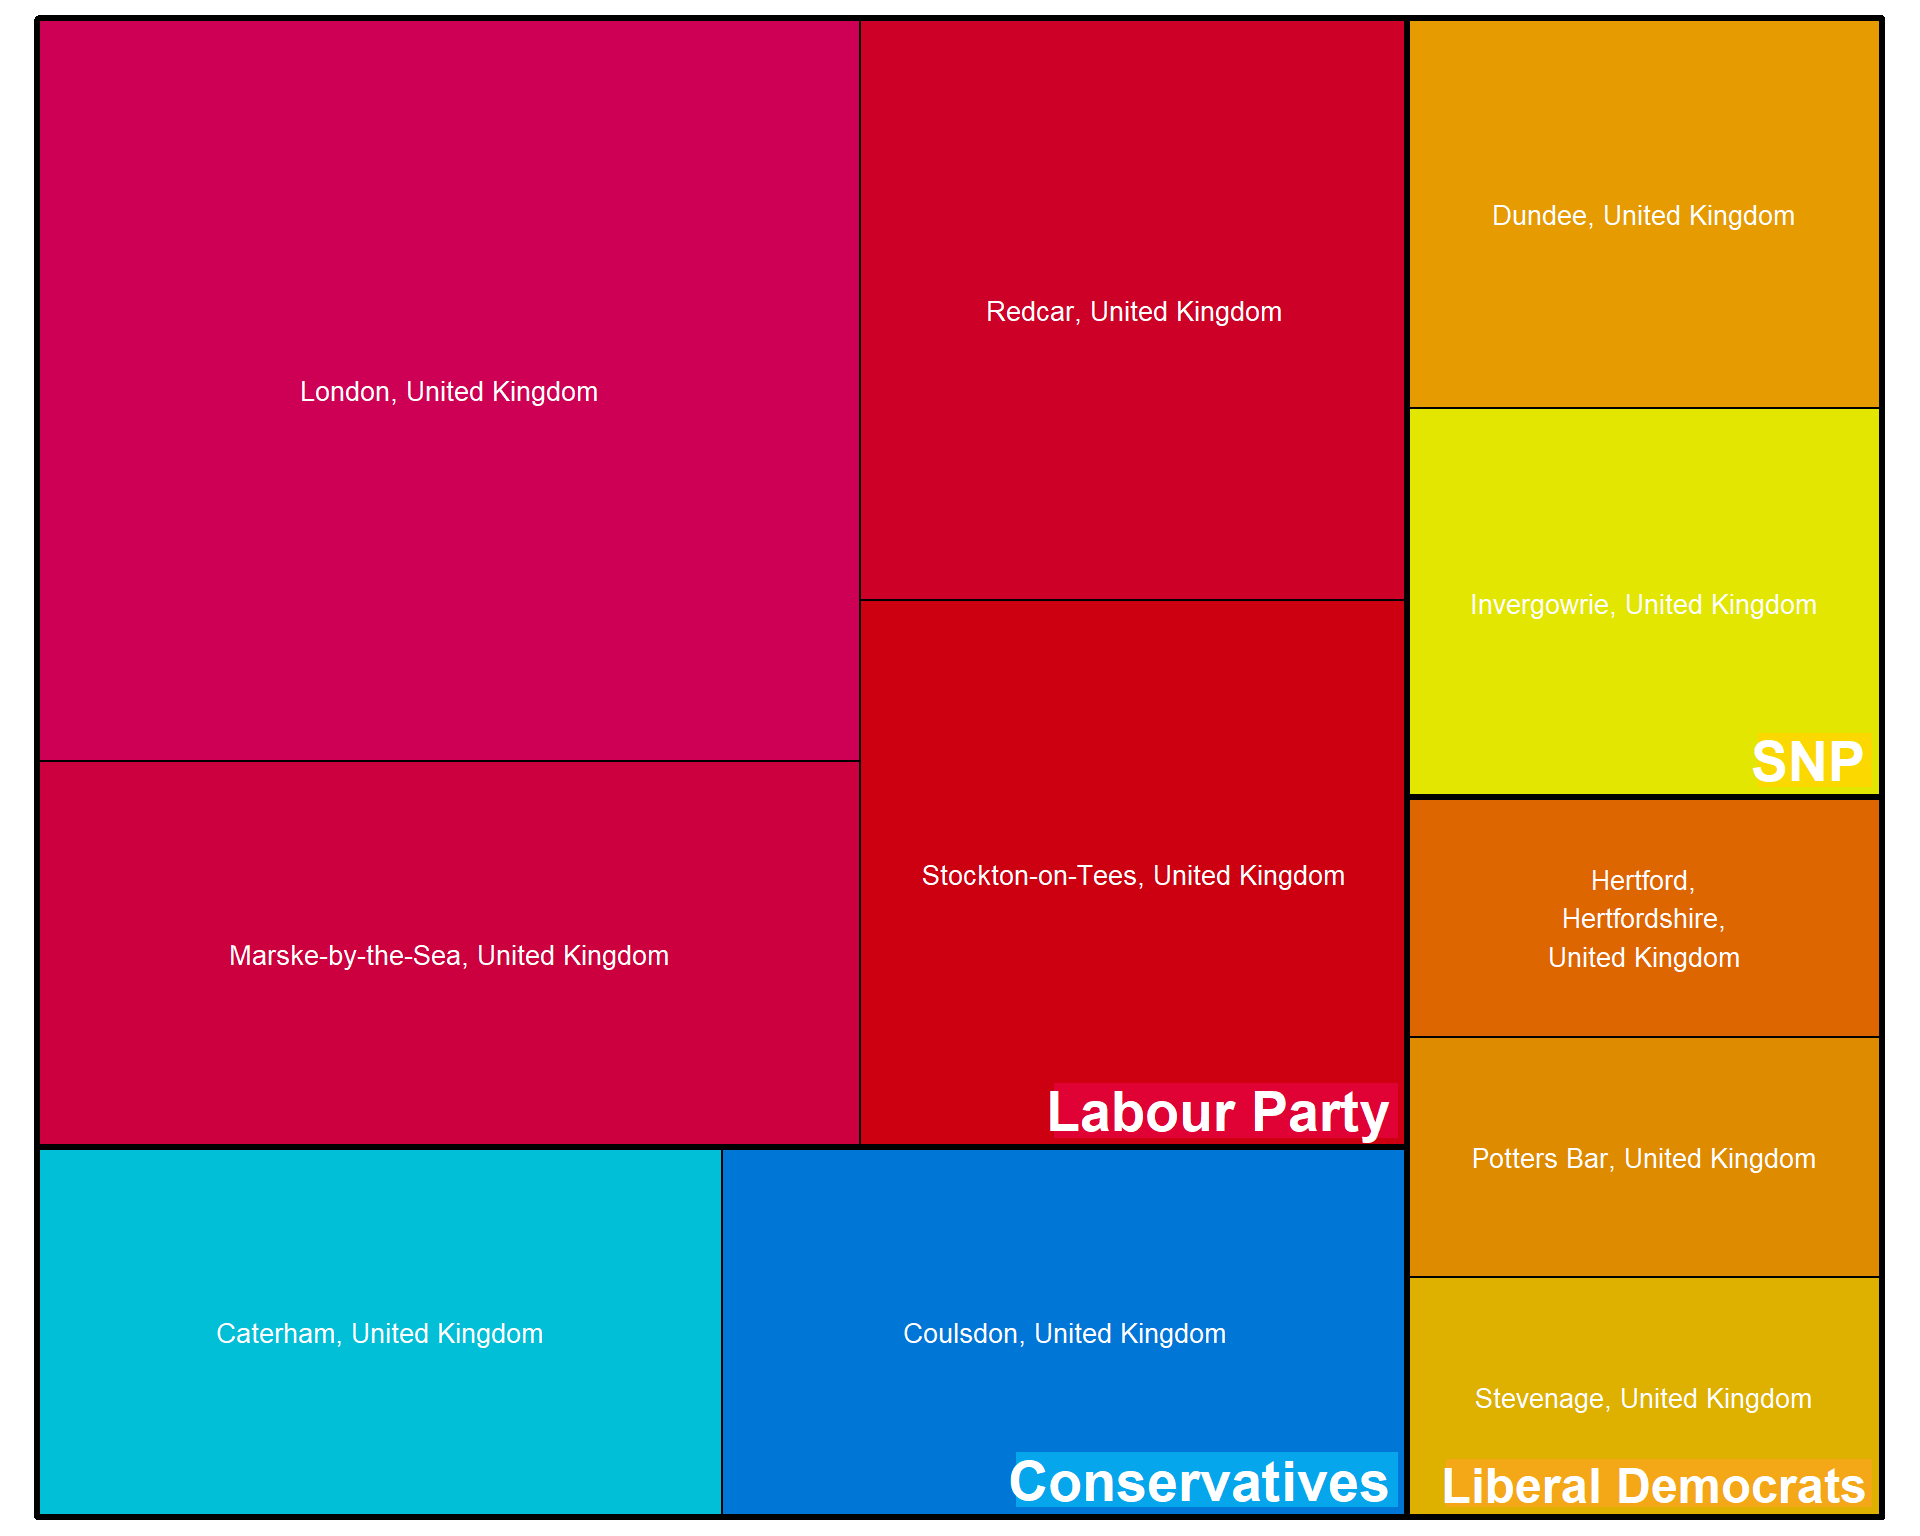 London, United Kingdom
Redcar, United Kingdom
Dundee, United Kingdom
Invergowrie, United Kingdom
SNP
Marske-by-the-Sea, United Kingdom
Stockton-on-Tees, United Kingdom
Labour Party
Hertford,
Hertfordshire,
United Kingdom
Potters Bar, United Kingdom
Caterham, United Kingdom
Coulsdon, United Kingdom
Conservatives
Stevenage, United Kingdom
Liberal Democrats